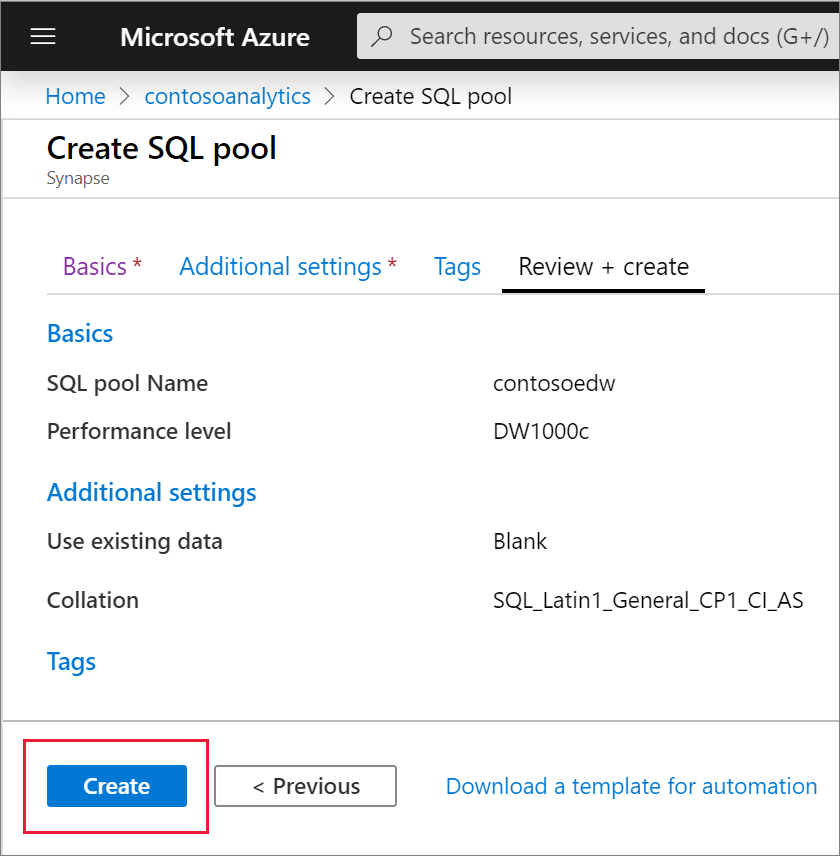 Microsoft Azure
Search resources, services, and docs (G+/)
Home > contosoanalytics > Create SQL pool
Create SQL pool
Synapse
Basics * Additional settings * Tags Review + create
Basics
SQL pool Name contosoedw
Performance level DW1000c
Additional settings
Use existing data Blank
Collation SQL_Latin1_General_CP1_CI_AS
Tags
Create < Previous Download a template for automation